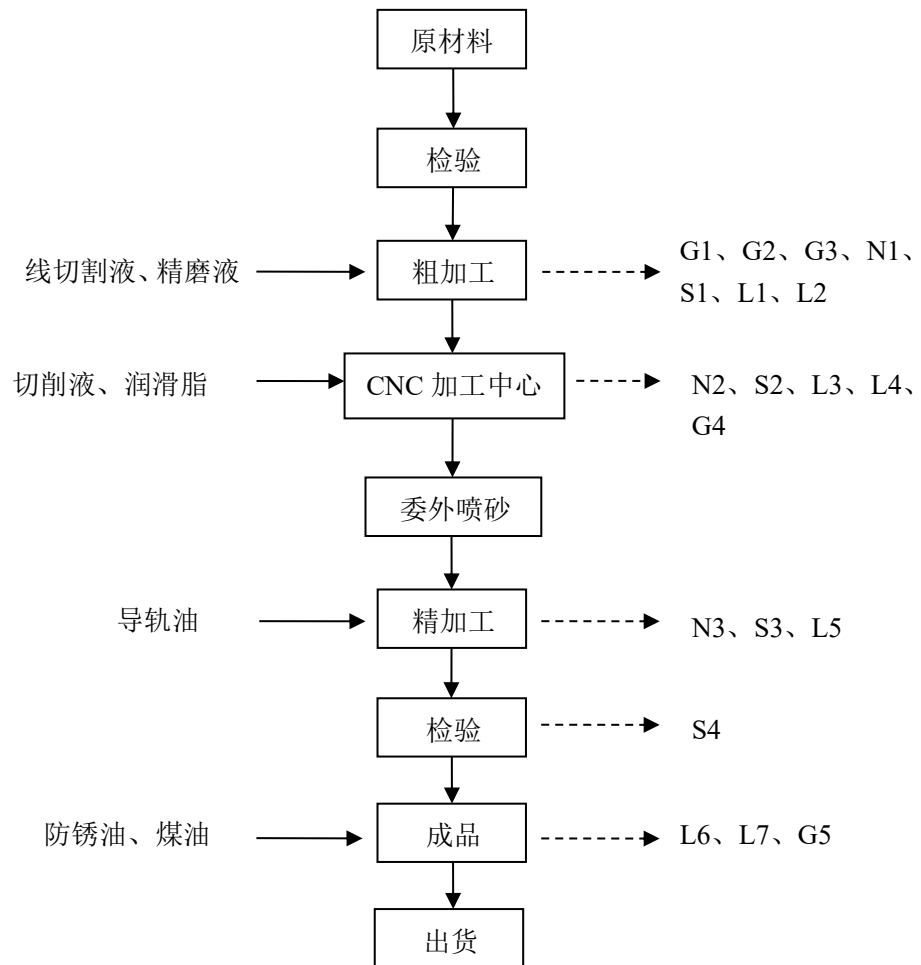 原材料
检验
线切割液、精磨液
粗加工
G1、G2、G3、N1、
S1、L1、L2
切削液、润滑脂
CNC 加工中心
N2、S2、L3、L4、
G4
委外喷砂
导轨油
精加工
N3、S3、L5
检验
S4
防锈油、煤油
成品
L6、L7、G5
出货